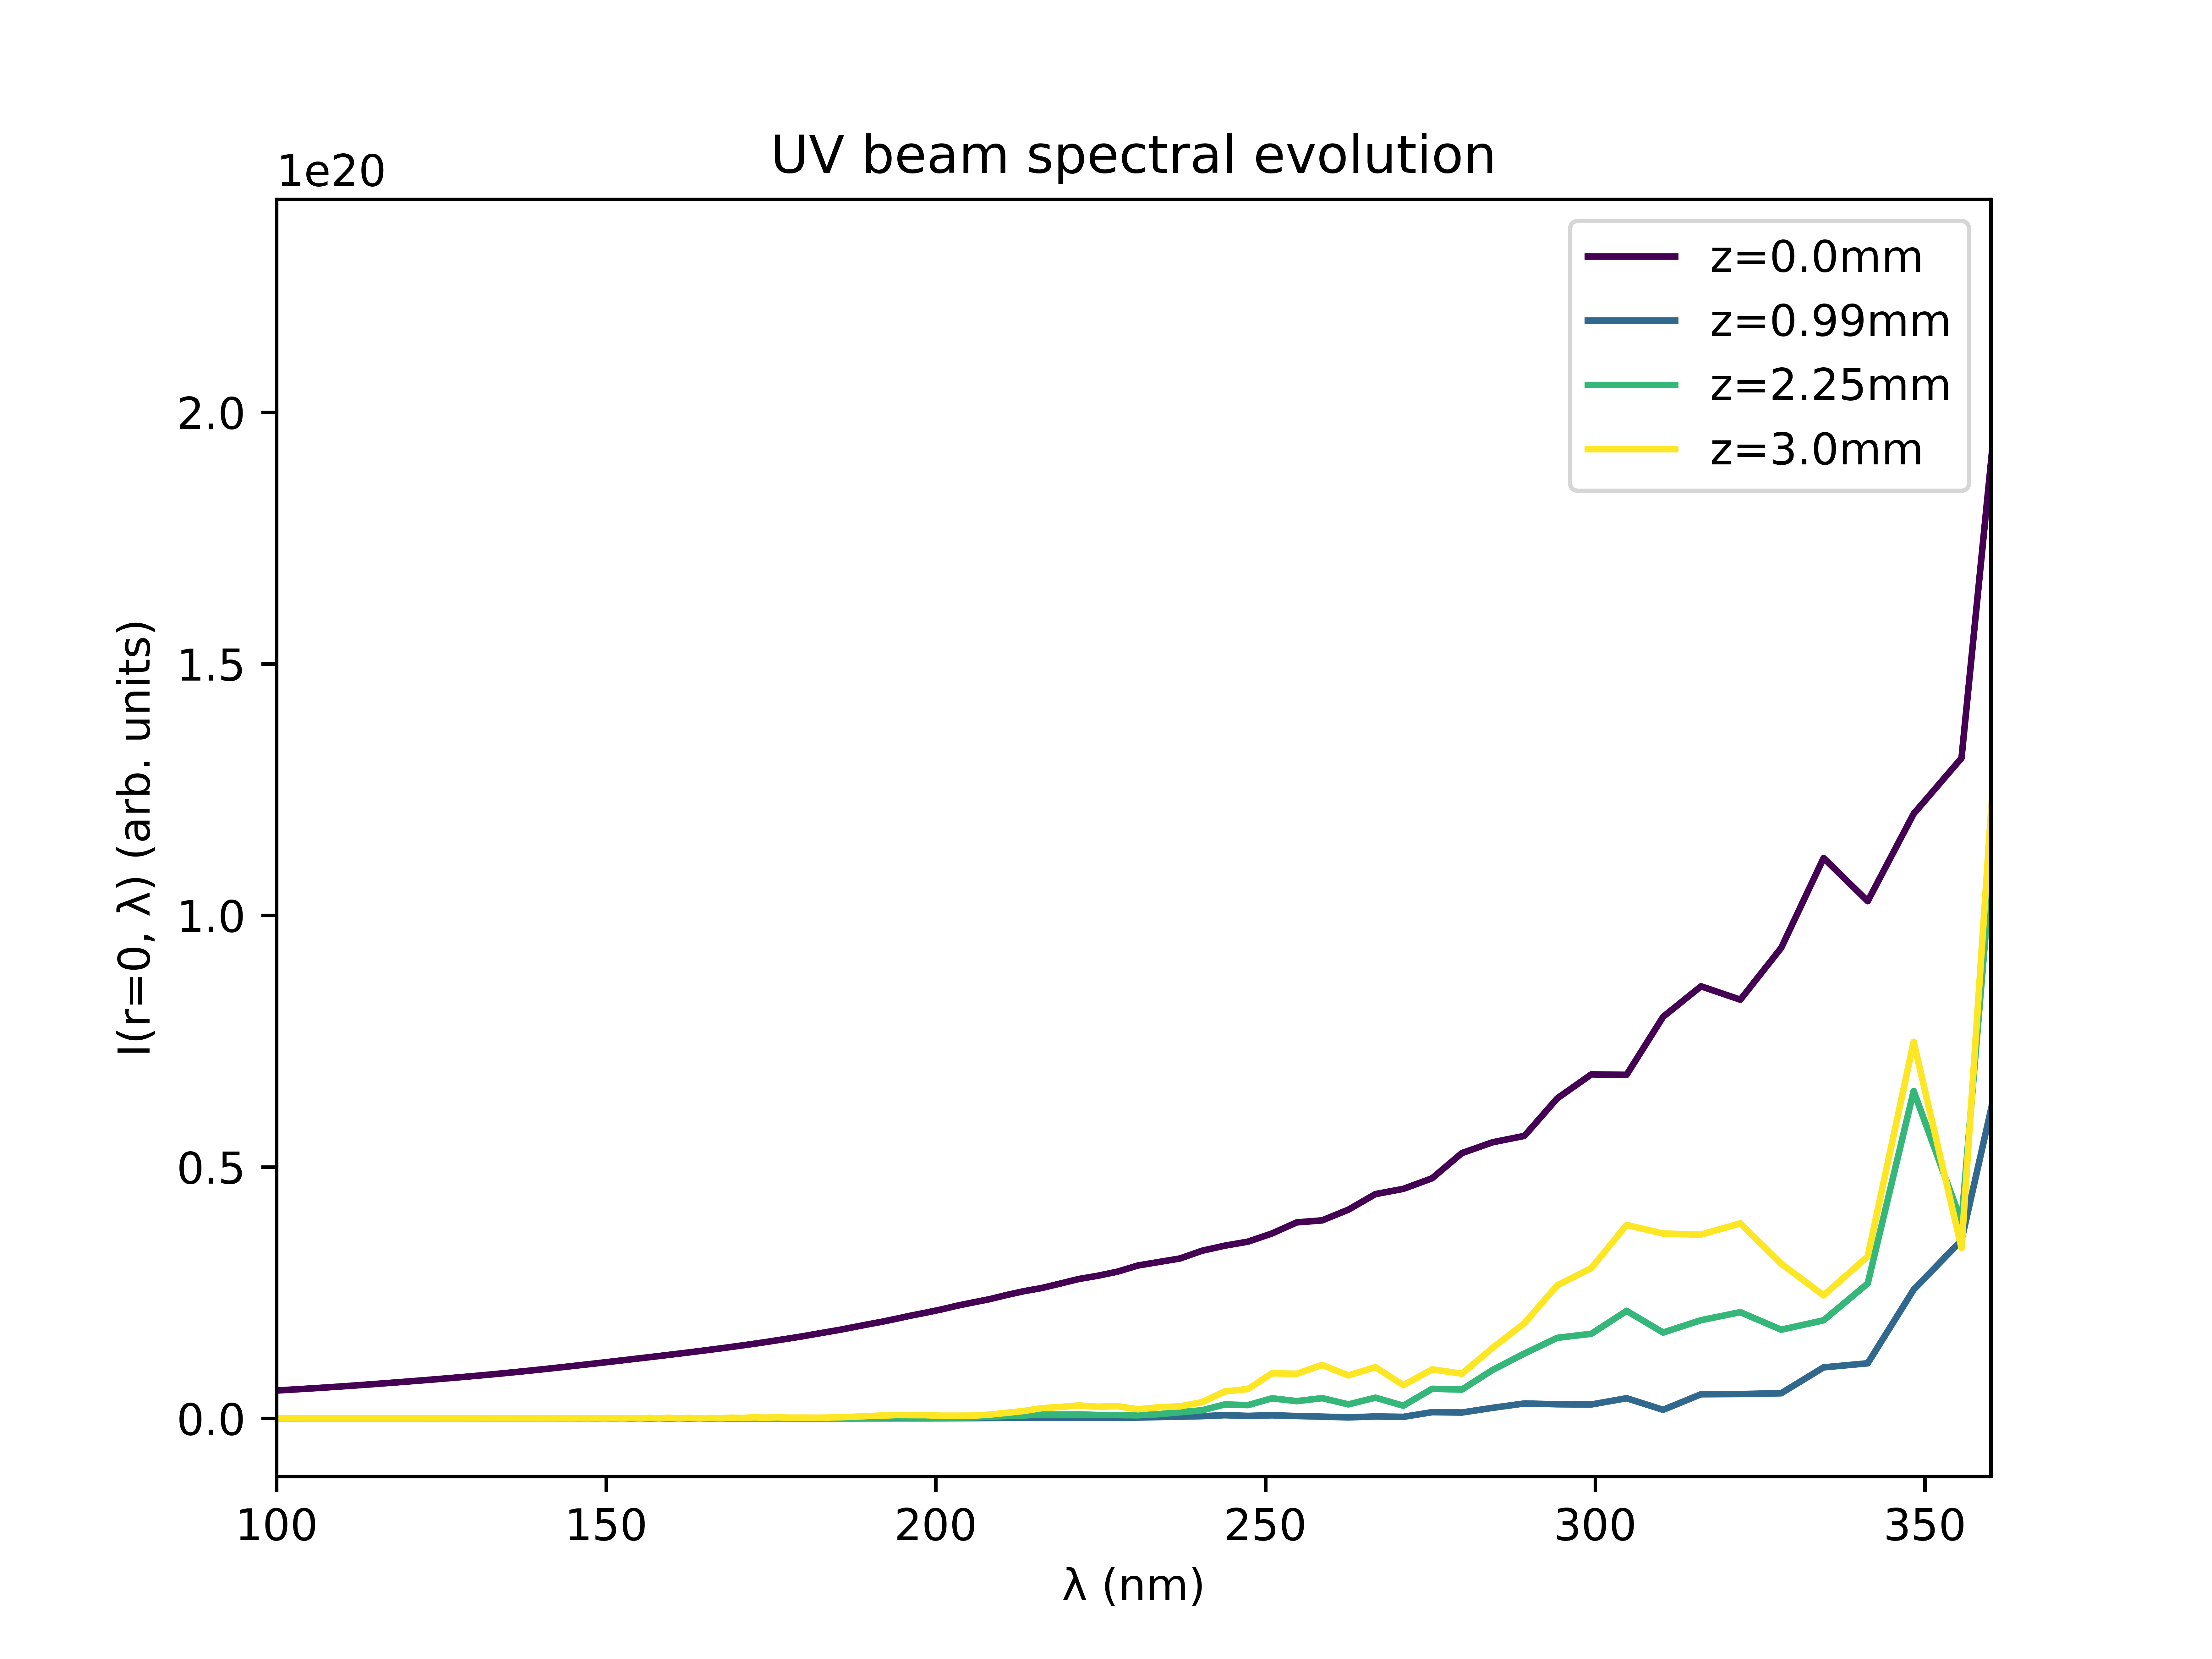 UV beam spectral evolution
1e20
z=0.0mm
z=0.99mm
z=2.25mm
z=3.0mm
2.0
1.5
1.0
0.5
0.0
I(r=0, λ) (arb. units)
100 150 200 250 300 350
λ (nm)